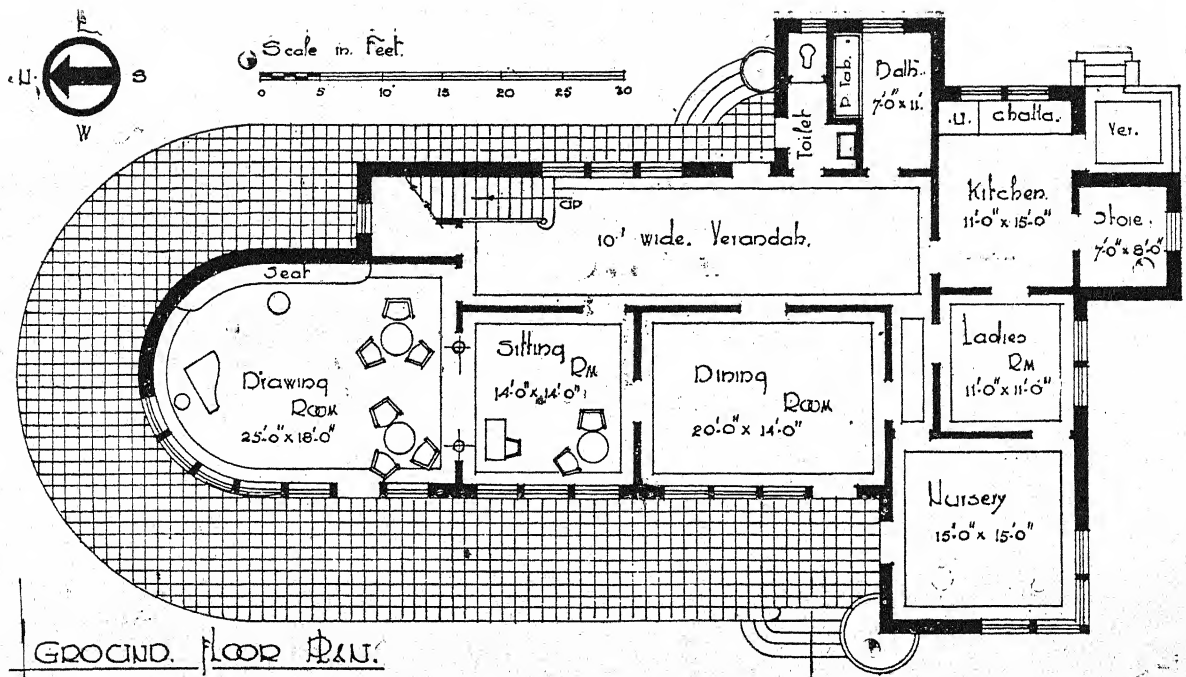 E
N.
S
W
Scale in Feet.
0 5 10 15 20 25 30
Toilet
D. Tab.
Bath.
7'-0" x 11'
.U.
Challa.
Ver.
Kitchen.
11'-0" x 15'-0"
Store.
7'-0" x 8'-0"
UP
10' wide. Verandah.
Seat
Drawing
Room
25'-0" x 18'-0"
Sitting
RM
14'-0" x 14'-0"
Dining
Room
20'-0" x 14'-0"
Ladies
RM
11'-0" x 11'-0"
Nursery
15'-0" x 15'-0"
GROUND. FLOOR PLAN.